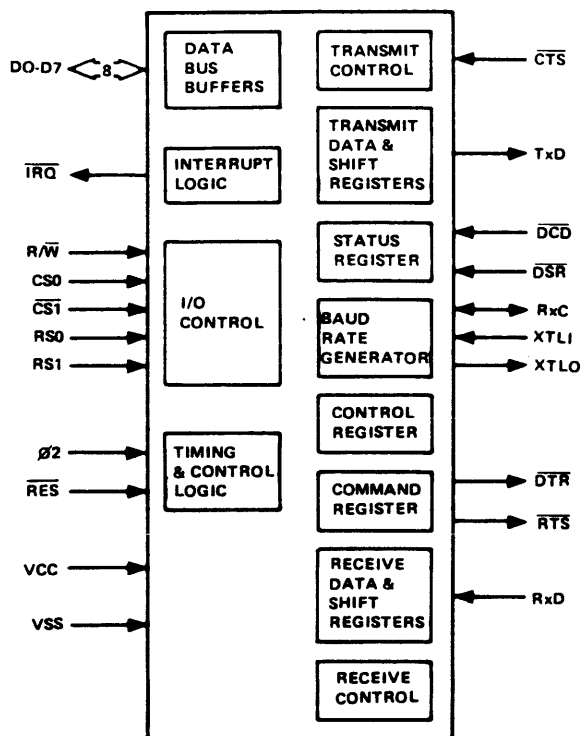 DO-D7
8
IRQ
R/W
CS0
CS1
RS0
RS1
Ø2
RES
VCC
VSS
DATA
BUS
BUFFERS
INTERRUPT
LOGIC
I/O
CONTROL
TIMING
& CONTROL
LOGIC
TRANSMIT
CONTROL
TRANSMIT
DATA &
SHIFT
REGISTERS
STATUS
REGISTER
BAUD
RATE
GENERATOR
CONTROL
REGISTER
COMMAND
REGISTER
RECEIVE
DATA &
SHIFT
REGISTERS
RECEIVE
CONTROL
CTS
TxD
DCD
DSR
RxC
XTLI
XTLO
DTR
RTS
RxD